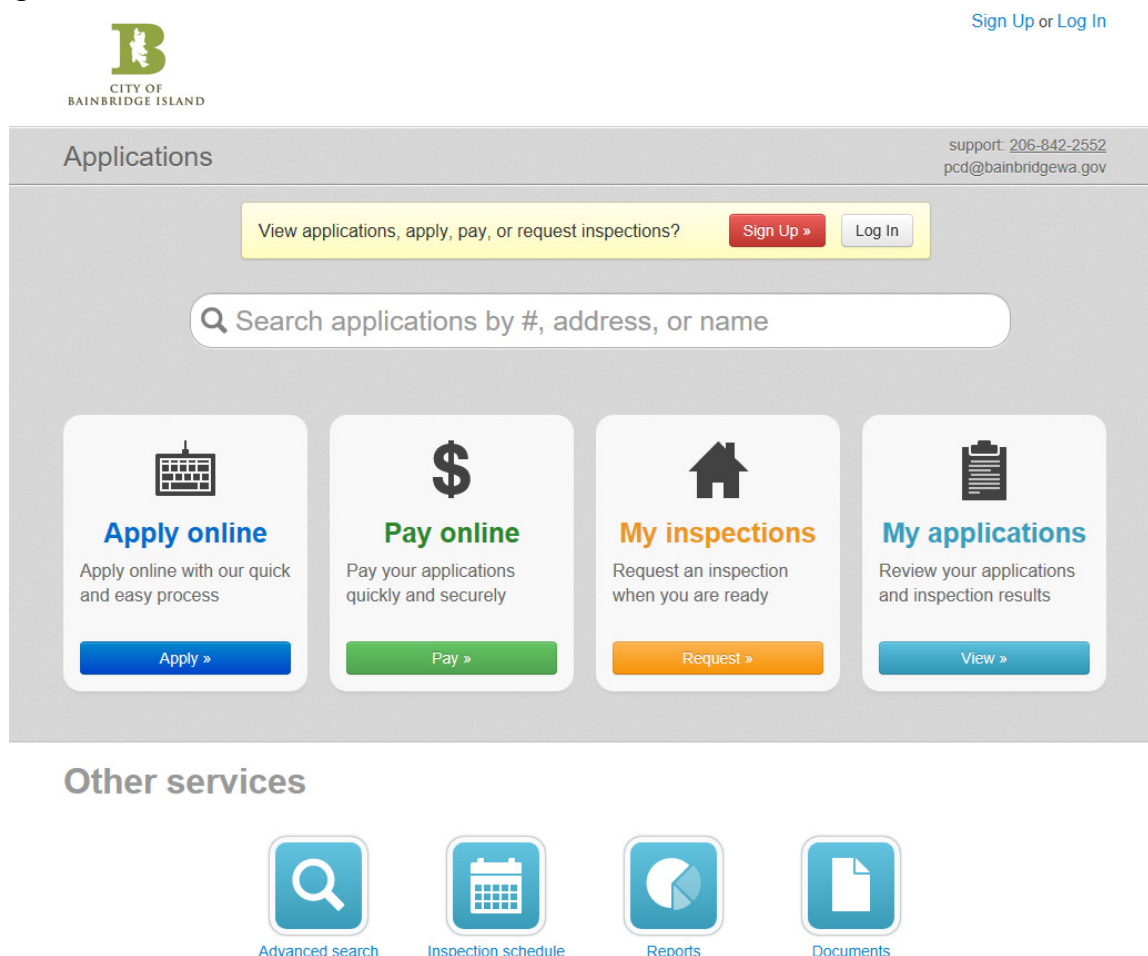 Sign Up or Log In
B
CITY OF
BAINBRIDGE ISLAND
Applications
support: 206-842-2552
pcd@bainbridgewa.gov
View applications, apply, pay, or request inspections? Sign Up » Log In
Search applications by #, address, or name
$
Apply online
Apply online with our quick
and easy process
Apply »
Pay online
Pay your applications
quickly and securely
Pay »
My inspections
Request an inspection
when you are ready
Request »
My applications
Review your applications
and inspection results
View »
Other services
Advanced search
Inspection schedule
Reports
Documents